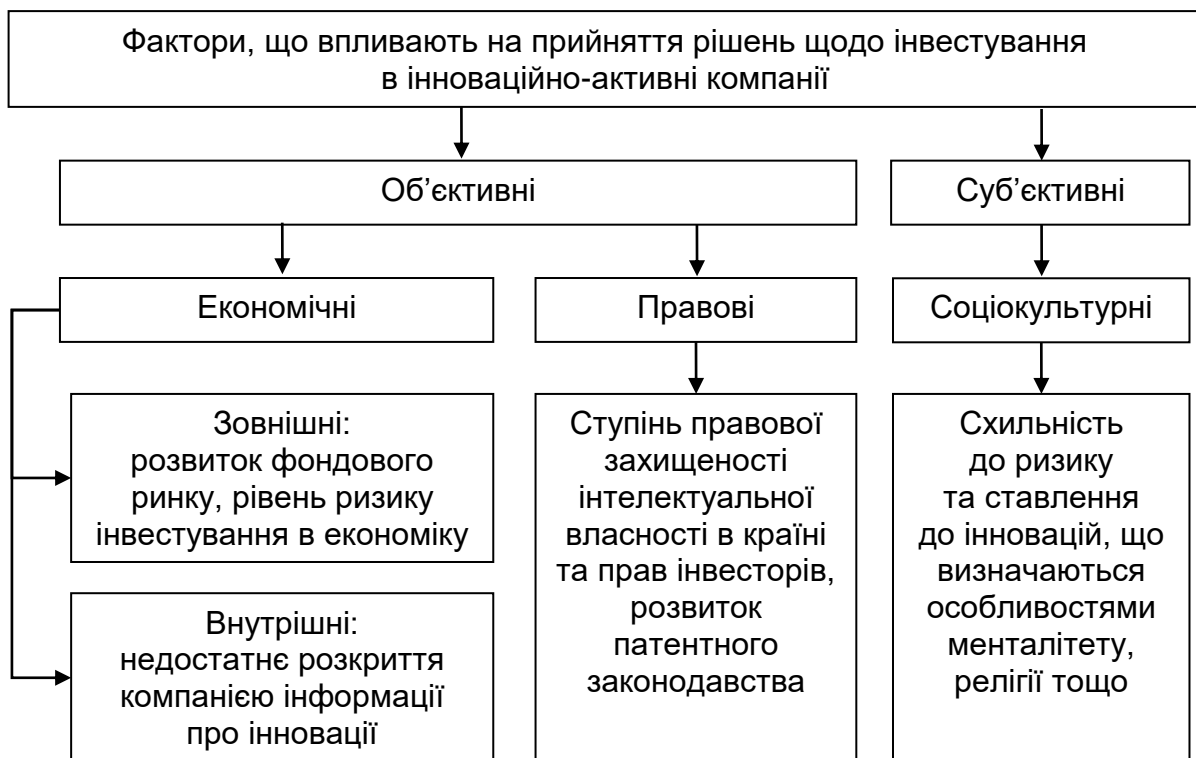 Фактори, що впливають на прийняття рішень щодо інвестування
в інноваційно-активні компанії
Об’єктивні
Суб’єктивні
Економічні
Правові
Соціокультурні
Зовнішні:
розвиток фондового
ринку, рівень ризику
інвестування в економіку
Внутрішні:
недостатнє розкриття
компанією інформації
про інновації
Ступінь правової
захищеності
інтелектуальної
власності в країні
та прав інвесторів,
розвиток
патентного
законодавства
Схильність
до ризику
та ставлення
до інновацій, що
визначаються
особливостями
менталітету,
релігії тощо